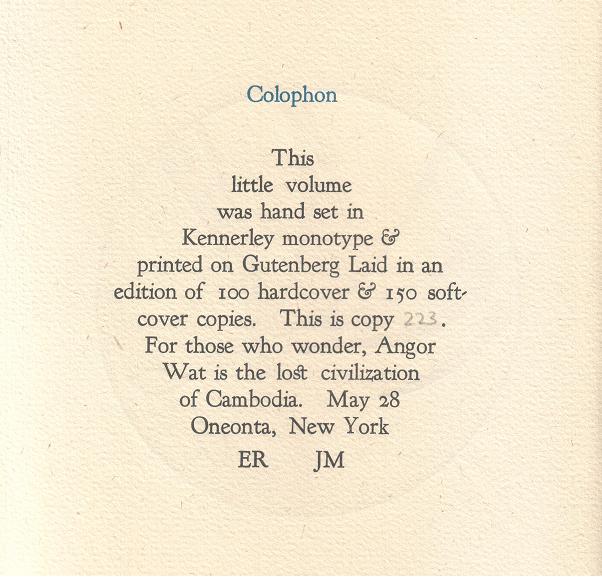 Colophon
This
little volume
was hand set in
Kennerley monotype &
printed on Gutenberg Laid in an
edition of 100 hardcover & 150 soft-
cover copies. This is copy 223.
For those who wonder, Angor
Wat is the lost civilization
of Cambodia. May 28
Oneonta, New York
ER JM